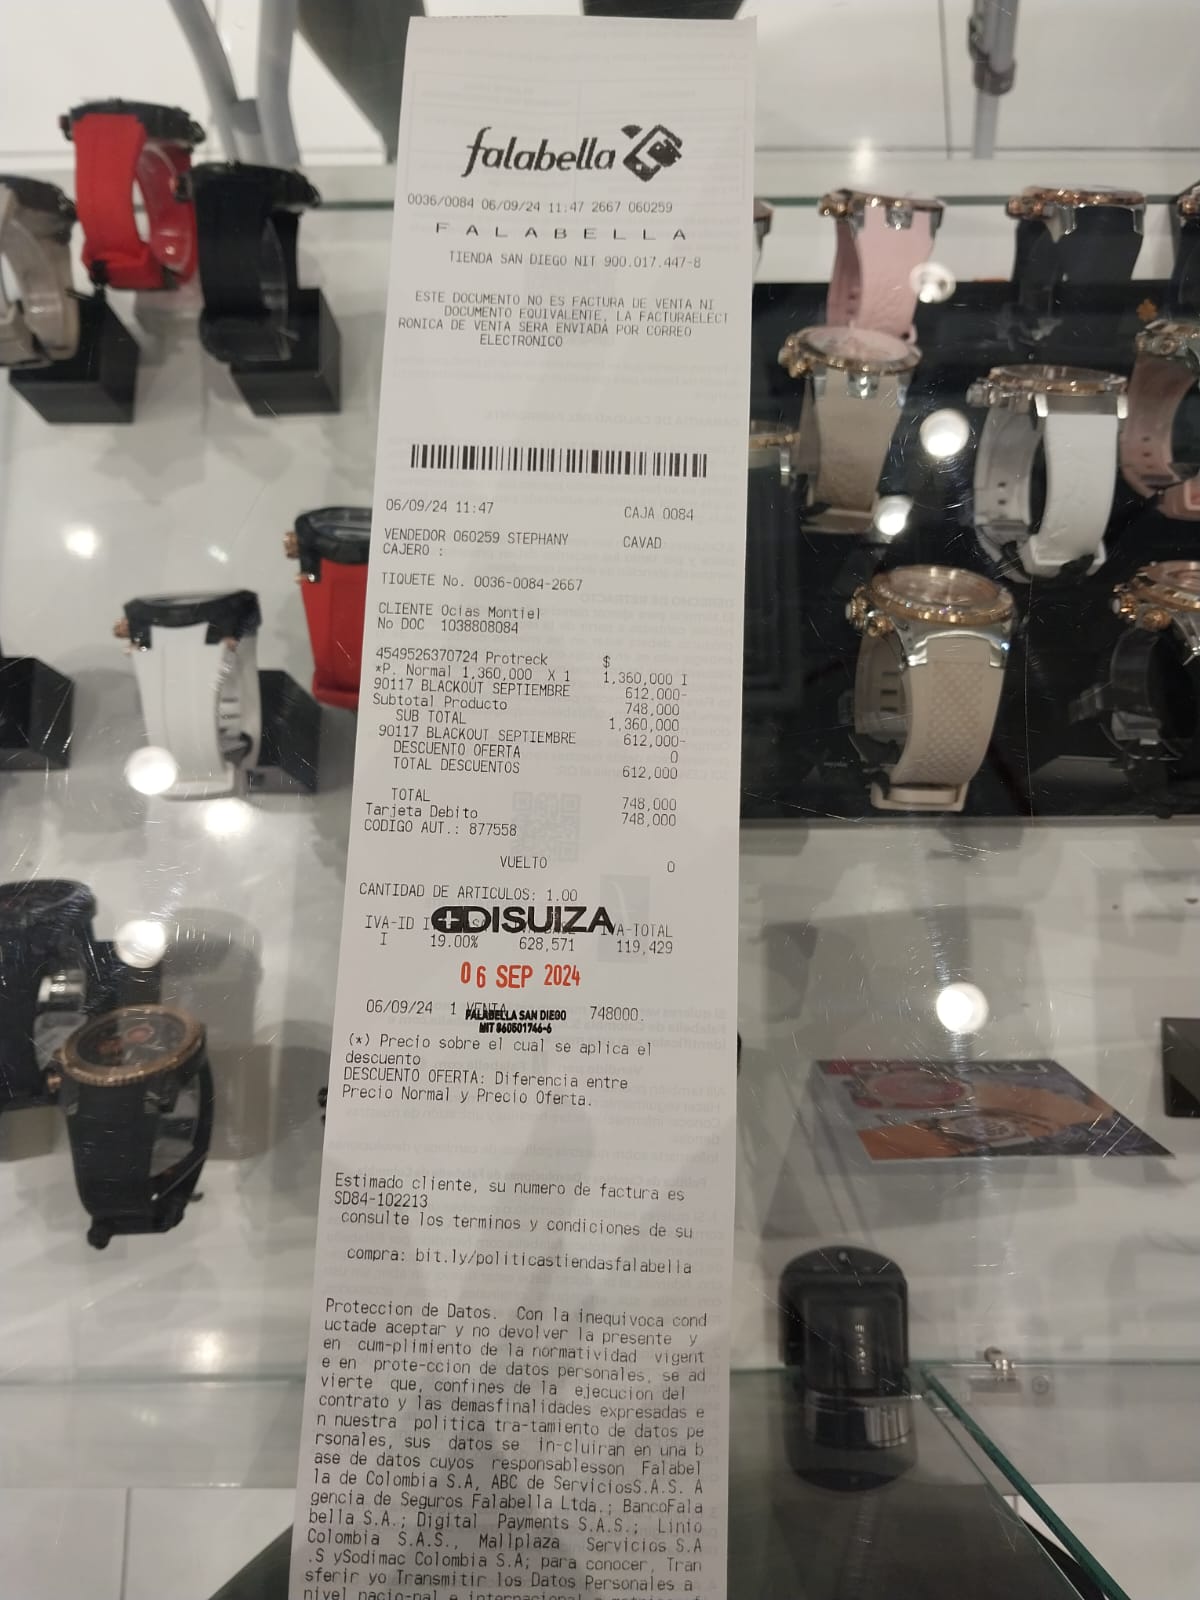 falabella
0036/0084 06/09/24 11:47 2667 060259
F A L A B E L L A
TIENDA SAN DIEGO NIT 900.017.447-8
ESTE DOCUMENTO NO ES FACTURA DE VENTA NI
DOCUMENTO EQUIVALENTE, LA FACTURAELECT
RONICA DE VENTA SERA ENVIADA POR CORREO
ELECTRONICO
06/09/24 11:47 CAJA 0084
VENDEDOR 060259 STEPHANY CAVAD
CAJERO :
TIQUETE No. 0036-0084-2667
CLIENTE Ocias Montiel
No DOC 1038808084
4549526370724 Protreck $
*P. Normal 1,360,000 X 1 1,360,000 I
90117 BLACKOUT SEPTIEMBRE 612,000-
Subtotal Producto 748,000
SUB TOTAL 1,360,000
90117 BLACKOUT SEPTIEMBRE 612,000-
DESCUENTO OFERTA 0
TOTAL DESCUENTOS 612,000
TOTAL 748,000
Tarjeta Debito 748,000
CODIGO AUT.: 877558
VUELTO 0
CANTIDAD DE ARTICULOS: 1.00
DISUIZA
IVA-ID IVA-TOTAL
I 19.00% 628,571 119,429
06 SEP 2024
06/09/24 1 VENTA 748000.
FALABELLA SAN DIEGO
NIT 860501746-6
(*) Precio sobre el cual se aplica el
descuento
DESCUENTO OFERTA: Diferencia entre
Precio Normal y Precio Oferta.
Estimado cliente, su numero de factura es
SD84-102213
consulte los terminos y condiciones de su
compra: bit.ly/politicastiendasfalabella
Proteccion de Datos. Con la inequivoca cond
uctade aceptar y no devolver la presente y
en cum-plimiento de la normatividad vigent
e en prote-ccion de datos personales, se ad
vierte que, confines de la ejecucion del
contrato y las demasfinalidades expresadas e
n nuestra politica tra-tamiento de datos pe
rsonales, sus datos se in-cluiran en una b
ase de datos cuyos responsablesson Falabel
la de Colombia S.A, ABC de ServiciosS.A.S. A
gencia de Seguros Falabella Ltda.; BancoFala
bella S.A.; Digital Payments S.A.S.; Linio
Colombia S.A.S., Mallplaza Servicios S.A
.S ySodimac Colombia S.A; para conocer, Tran
sferir yo Transmitir los Datos Personales a
nivel nacio-nal e internacional